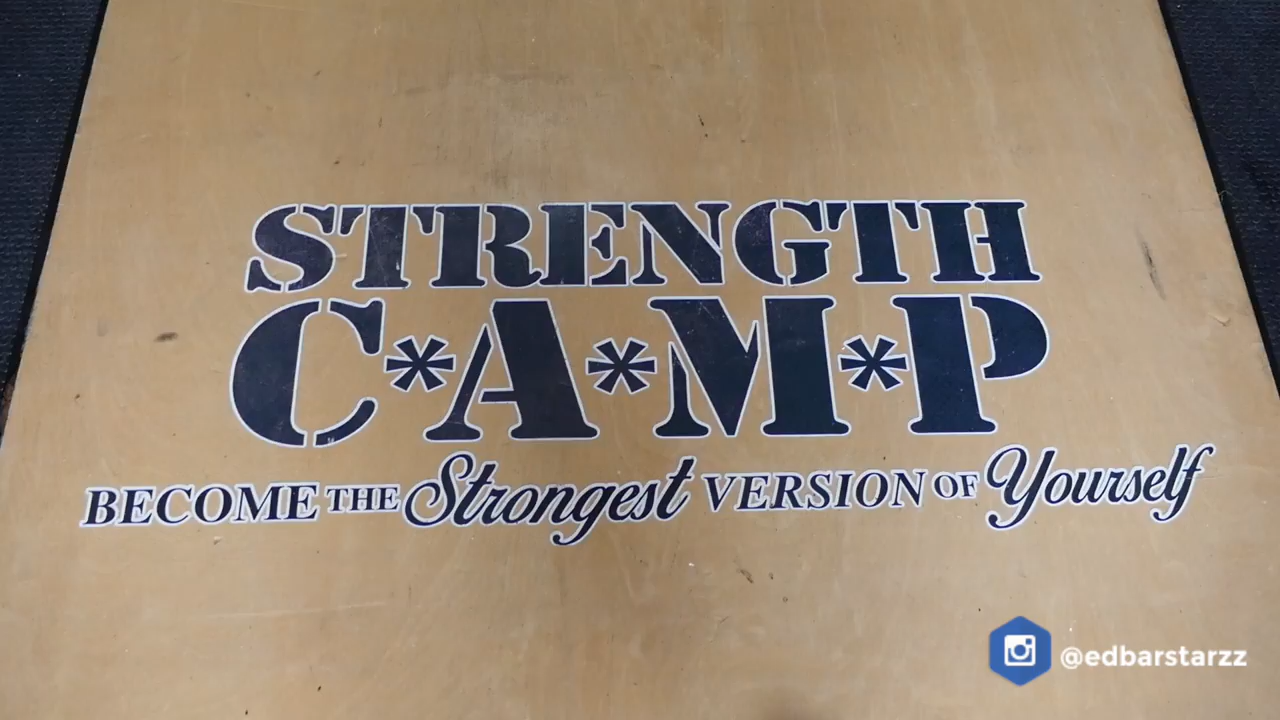 STRENGTH
C*A*M*P
BECOME THE Strongest VERSION OF Yourself
@edbarstarzz